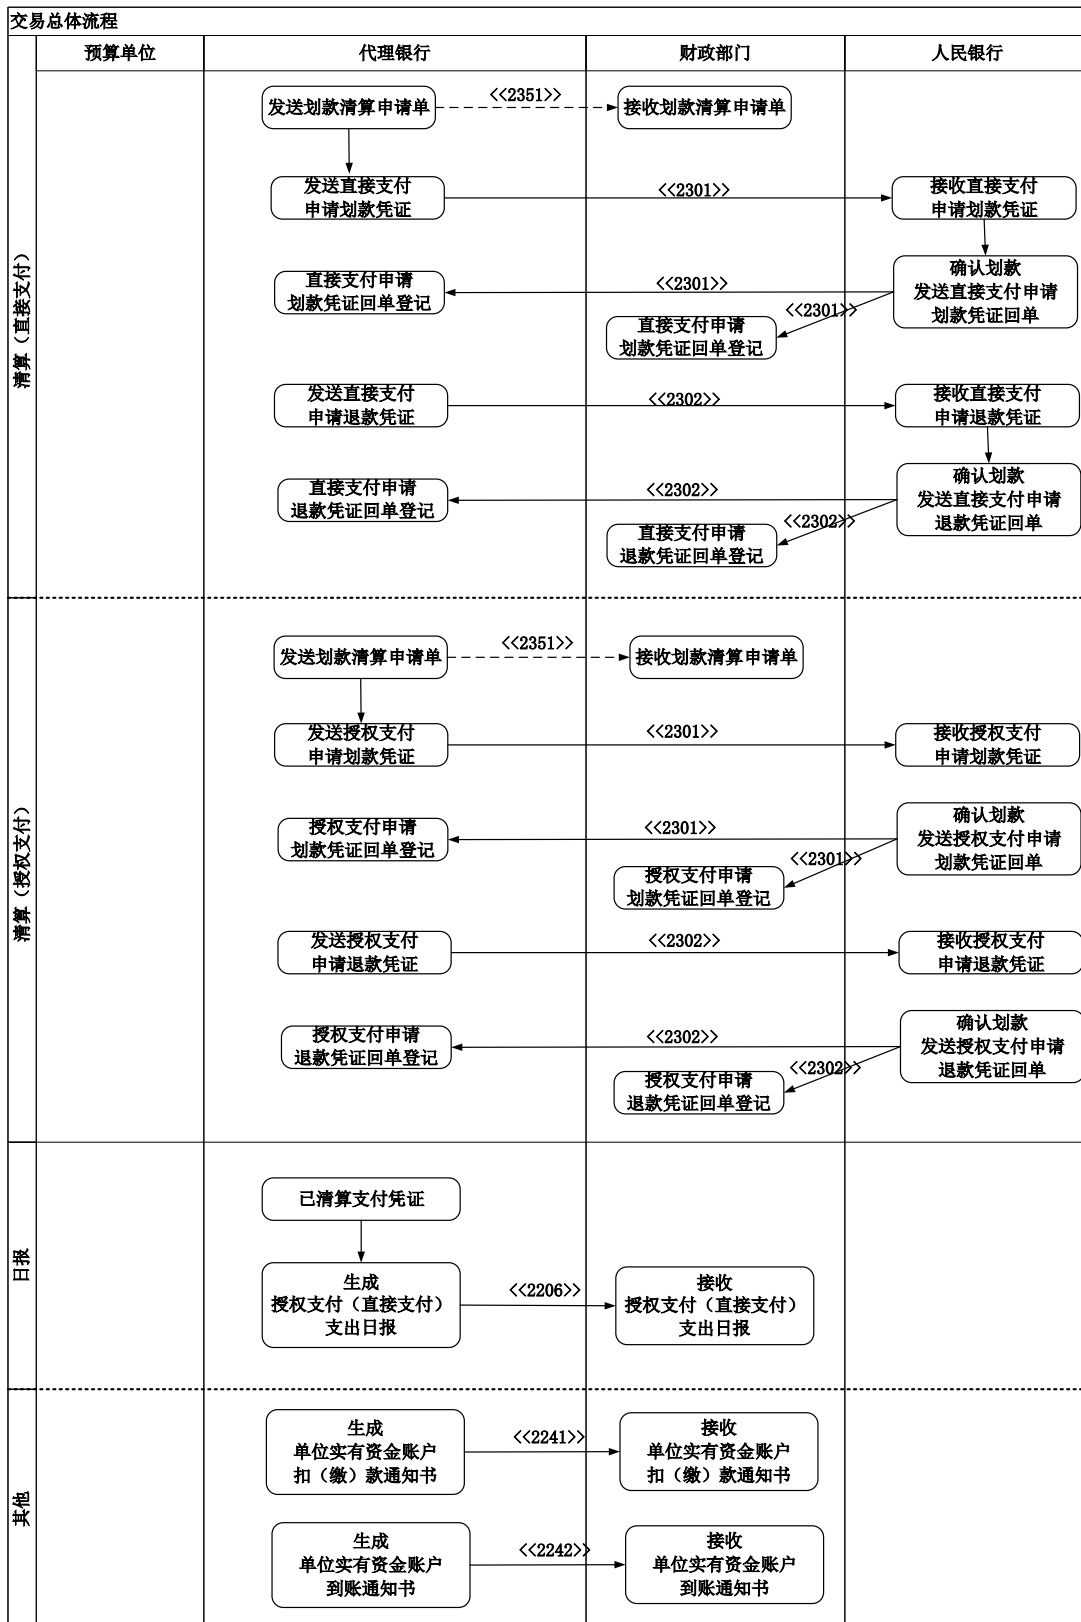 交易总体流程
预算单位
代理银行
财政部门
人民银行
清算（直接支付）
发送划款清算申请单
<<2351>>
接收划款清算申请单
发送直接支付
申请划款凭证
<<2301>>
接收直接支付
申请划款凭证
直接支付申请
划款凭证回单登记
<<2301>>
确认划款
发送直接支付申请
划款凭证回单
<<2301>>
直接支付申请
划款凭证回单登记
发送直接支付
申请退款凭证
<<2302>>
接收直接支付
申请退款凭证
直接支付申请
退款凭证回单登记
<<2302>>
确认划款
发送直接支付申请
退款凭证回单
<<2302>>
直接支付申请
退款凭证回单登记
清算（授权支付）
发送划款清算申请单
<<2351>>
接收划款清算申请单
发送授权支付
申请划款凭证
<<2301>>
接收授权支付
申请划款凭证
授权支付申请
划款凭证回单登记
<<2301>>
确认划款
发送授权支付申请
划款凭证回单
<<2301>>
授权支付申请
划款凭证回单登记
发送授权支付
申请退款凭证
<<2302>>
接收授权支付
申请退款凭证
授权支付申请
退款凭证回单登记
<<2302>>
确认划款
发送授权支付申请
退款凭证回单
<<2302>>
授权支付申请
退款凭证回单登记
日报
已清算支付凭证
生成
授权支付（直接支付）
支出日报
<<2206>>
接收
授权支付（直接支付）
支出日报
其他
生成
单位实有资金账户
扣（缴）款通知书
<<2241>>
接收
单位实有资金账户
扣（缴）款通知书
生成
单位实有资金账户
到账通知书
<<2242>>
接收
单位实有资金账户
到账通知书